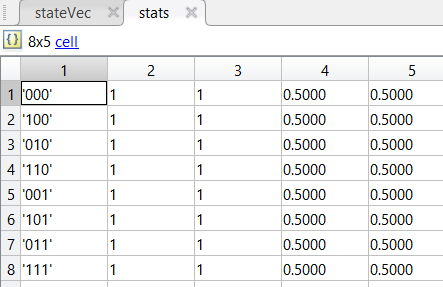 stateVec stats
{} 8x5 cell
1 2 3 4 5
1 '000' 1 1 0.5000 0.5000
2 '100' 1 1 0.5000 0.5000
3 '010' 1 1 0.5000 0.5000
4 '110' 1 1 0.5000 0.5000
5 '001' 1 1 0.5000 0.5000
6 '101' 1 1 0.5000 0.5000
7 '011' 1 1 0.5000 0.5000
8 '111' 1 1 0.5000 0.5000